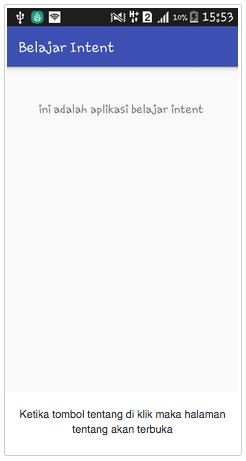 2 10% 15:53
Belajar Intent
ini adalah aplikasi belajar intent
Ketika tombol tentang di klik maka halaman
tentang akan terbuka